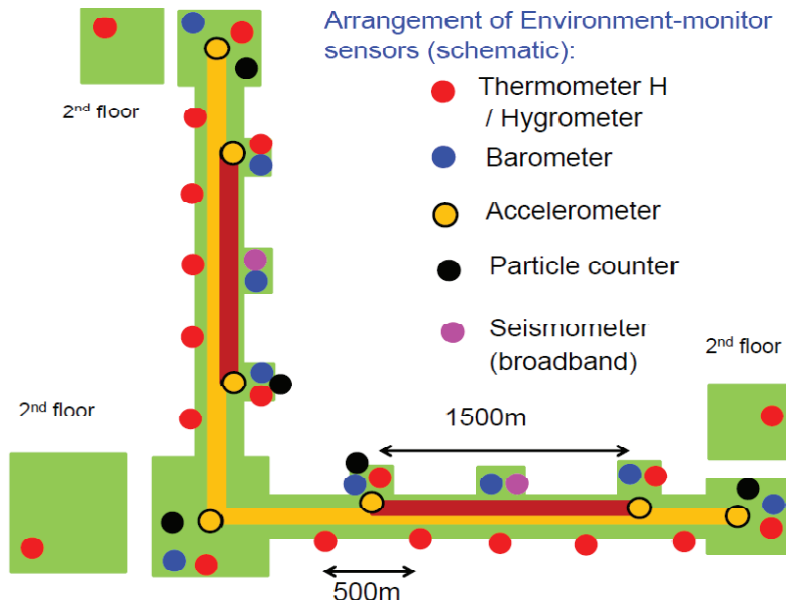 Arrangement of Environment-monitor
sensors (schematic):
Thermometer H
/ Hygrometer
Barometer
Accelerometer
Particle counter
Seismometer
(broadband)
2nd floor
2nd floor
2nd floor
1500m
500m